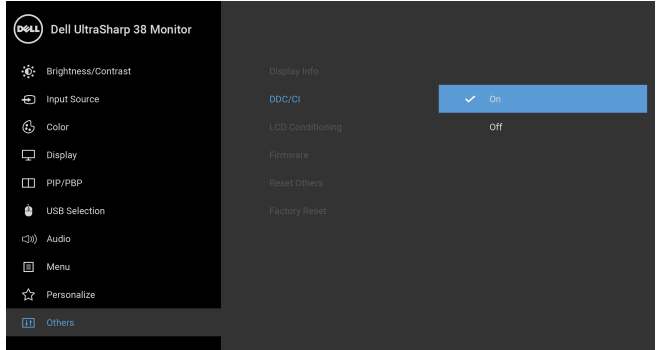 DELL
Dell UltraSharp 38 Monitor
Brightness/Contrast
Input Source
Color
Display
PIP/PBP
USB Selection
Audio
Menu
Personalize
Others
Display Info
DDC/CI
LCD Conditioning
Firmware
Reset Others
Factory Reset
On
Off